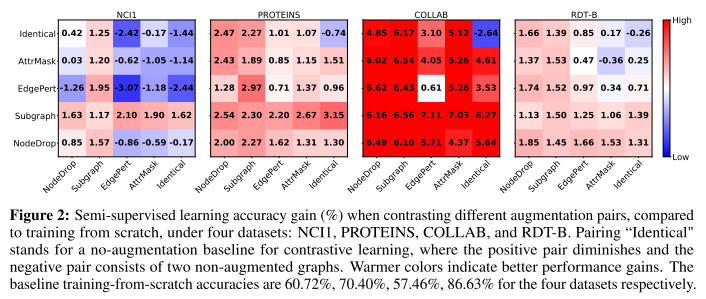 NCI1 PROTEINS COLLAB RDT-B High
Identical 0.42 1.25 -2.42 -0.17 -1.44 2.47 2.27 1.01 1.07 -0.74 4.85 6.17 3.10 5.12 -2.64 1.66 1.39 0.85 0.17 -0.26
AttrMask 0.03 1.20 -0.62 -1.05 -1.14 2.43 1.89 0.85 1.15 1.51 6.02 6.54 4.05 5.26 4.61 1.37 1.53 0.47 -0.36 0.25
EdgePert -1.26 1.95 -3.07 -1.18 -2.44 1.28 2.97 0.71 1.37 0.96 6.62 6.43 0.61 5.28 3.53 1.74 1.52 0.97 0.34 0.71
Subgraph 1.63 1.17 2.10 1.90 1.62 2.54 2.30 2.20 2.67 3.15 6.16 6.56 7.11 7.03 6.27 1.13 1.50 1.25 1.06 1.39
NodeDrop 0.85 1.57 -0.86 -0.59 -0.17 2.00 2.27 1.62 1.31 1.30 6.49 6.10 5.71 4.37 5.64 1.85 1.45 1.66 1.53 1.31
Low
NodeDrop Subgraph EdgePert AttrMask Identical NodeDrop Subgraph EdgePert AttrMask Identical NodeDrop Subgraph EdgePert AttrMask Identical NodeDrop Subgraph EdgePert AttrMask Identical
Figure 2: Semi-supervised learning accuracy gain (%) when contrasting different augmentation pairs, compared
to training from scratch, under four datasets: NCI1, PROTEINS, COLLAB, and RDT-B. Pairing “Identical"
stands for a no-augmentation baseline for contrastive learning, where the positive pair diminishes and the
negative pair consists of two non-augmented graphs. Warmer colors indicate better performance gains. The
baseline training-from-scratch accuracies are 60.72%, 70.40%, 57.46%, 86.63% for the four datasets respectively.